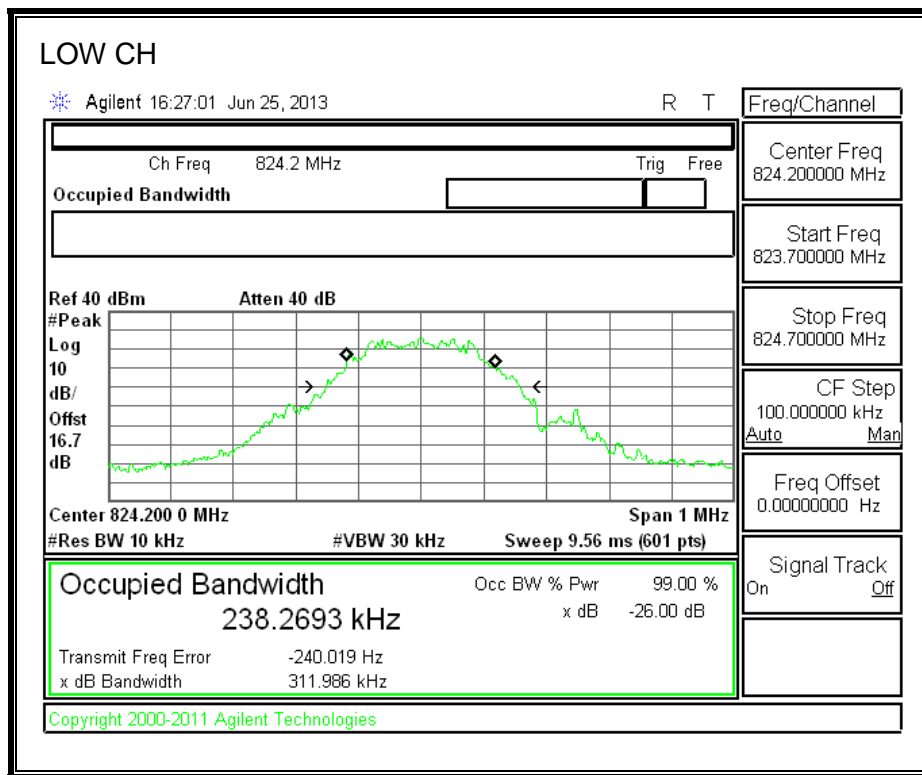 LOW CH
Agilent 16:27:01 Jun 25, 2013 R T
Freq/Channel
Ch Freq 824.2 MHz Trig Free
Occupied Bandwidth
Center Freq
824.200000 MHz
Start Freq
823.700000 MHz
Stop Freq
824.700000 MHz
CF Step
100.000000 kHz
Auto Man
Freq Offset
0.00000000 Hz
Signal Track
On Off
Ref 40 dBm Atten 40 dB
#Peak
Log
10
dB/
Offst
16.7
dB
Center 824.200 0 MHz Span 1 MHz
#Res BW 10 kHz #VBW 30 kHz Sweep 9.56 ms (601 pts)
Occupied Bandwidth Occ BW % Pwr 99.00 %
238.2693 kHz x dB -26.00 dB
Transmit Freq Error -240.019 Hz
x dB Bandwidth 311.986 kHz
Copyright 2000-2011 Agilent Technologies